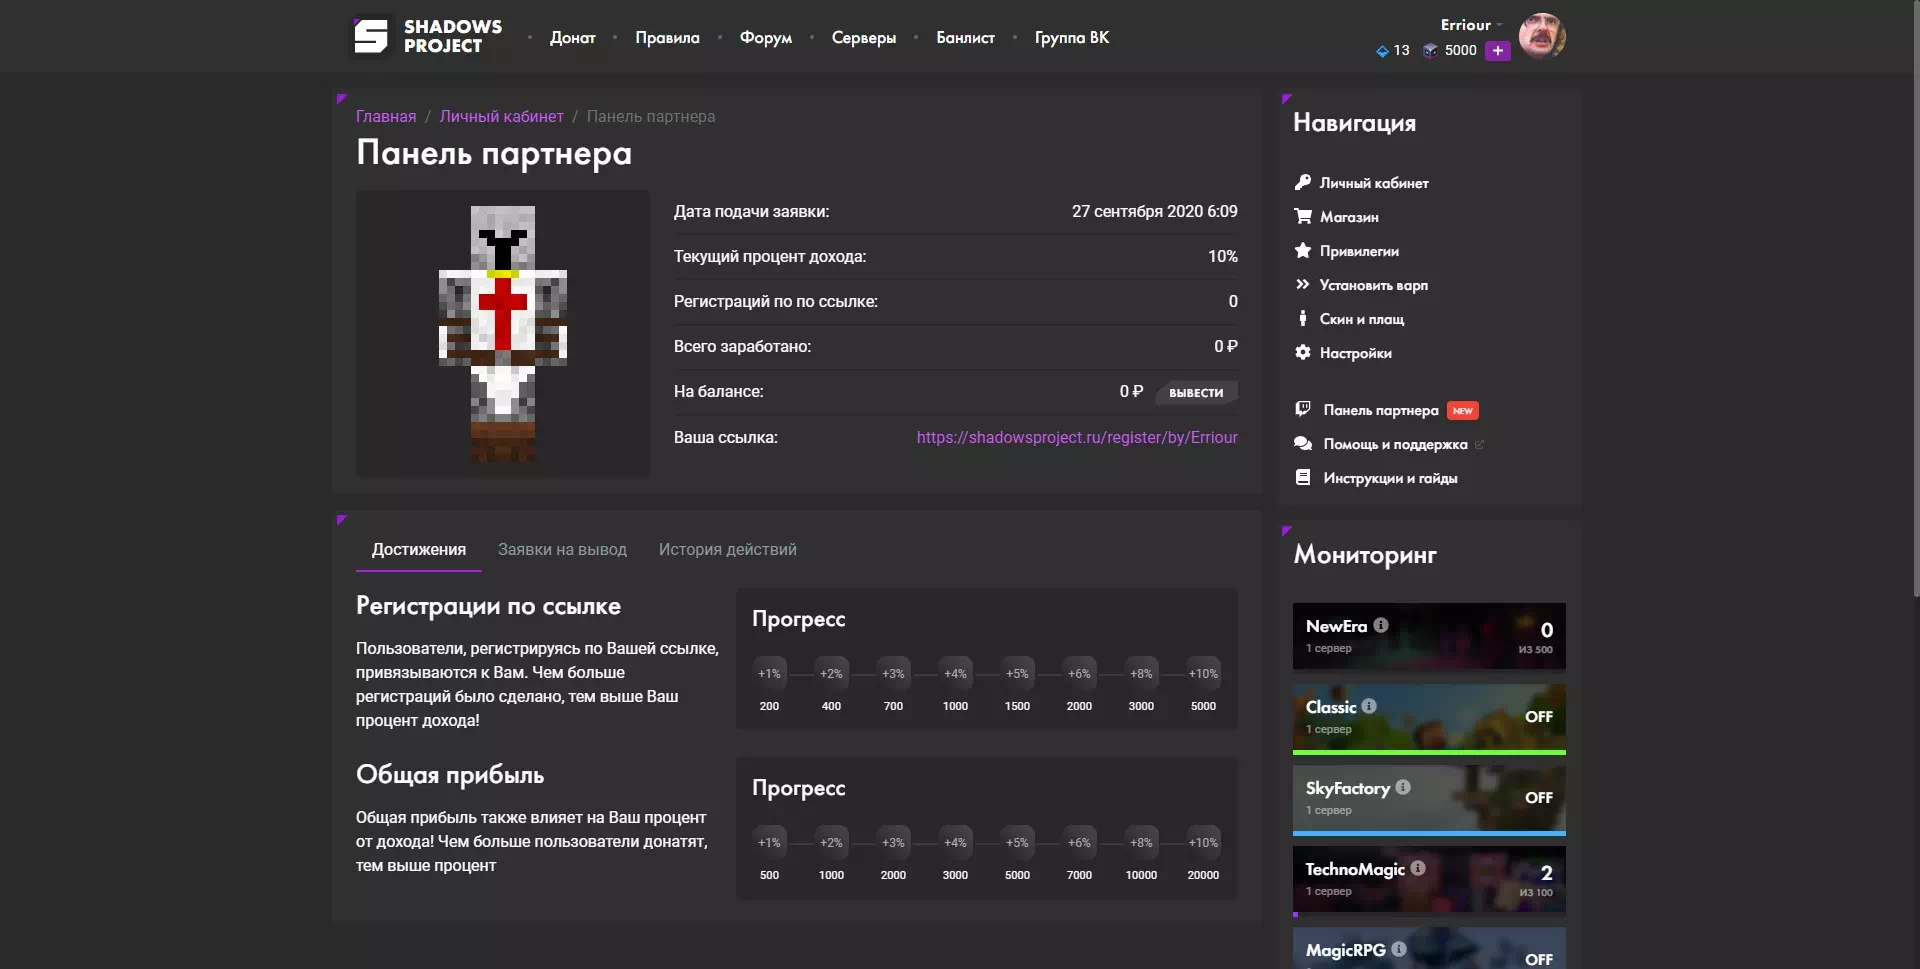 SHADOWS
PROJECT
Донат
Правила
Форум
Серверы
Банлист
Группа ВК
Erriour
13
5000
+
Главная / Личный кабинет / Панель партнера
Панель партнера
Дата подачи заявки: 27 сентября 2020 6:09
Текущий процент дохода: 10%
Регистраций по по ссылке: 0
Всего заработано: 0 ₽
На балансе: 0 ₽ ВЫВЕСТИ
Ваша ссылка: https://shadowsproject.ru/register/by/Erriour
Достижения
Заявки на вывод
История действий
Регистрации по ссылке
Пользователи, регистрируясь по Вашей ссылке,
привязываются к Вам. Чем больше
регистраций было сделано, тем выше Ваш
процент дохода!
Прогресс
+1% +2% +3% +4% +5% +6% +8% +10%
200 400 700 1000 1500 2000 3000 5000
Общая прибыль
Общая прибыль также влияет на Ваш процент
от дохода! Чем больше пользователи донатят,
тем выше процент
Прогресс
+1% +2% +3% +4% +5% +6% +8% +10%
500 1000 2000 3000 5000 7000 10000 20000
Навигация
Личный кабинет
Магазин
Привилегии
Установить варп
Скин и плащ
Настройки
Панель партнера NEW
Помощь и поддержка
Инструкции и гайды
Мониторинг
NewEra
1 сервер
0
ИЗ 500
Classic
1 сервер
OFF
SkyFactory
1 сервер
OFF
TechnoMagic
1 сервер
2
ИЗ 100
MagicRPG
OFF